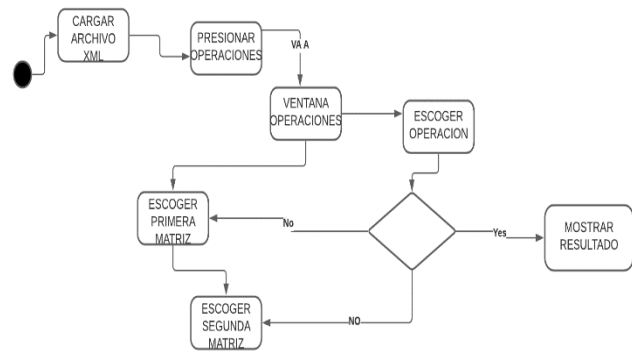 CARGAR
ARCHIVO
XML
PRESIONAR
OPERACIONES
VA A
VENTANA
OPERACIONES
ESCOGER
OPERACION
ESCOGER
PRIMERA
MATRIZ
No
Yes
MOSTRAR
RESULTADO
ESCOGER
SEGUNDA
MATRIZ
NO